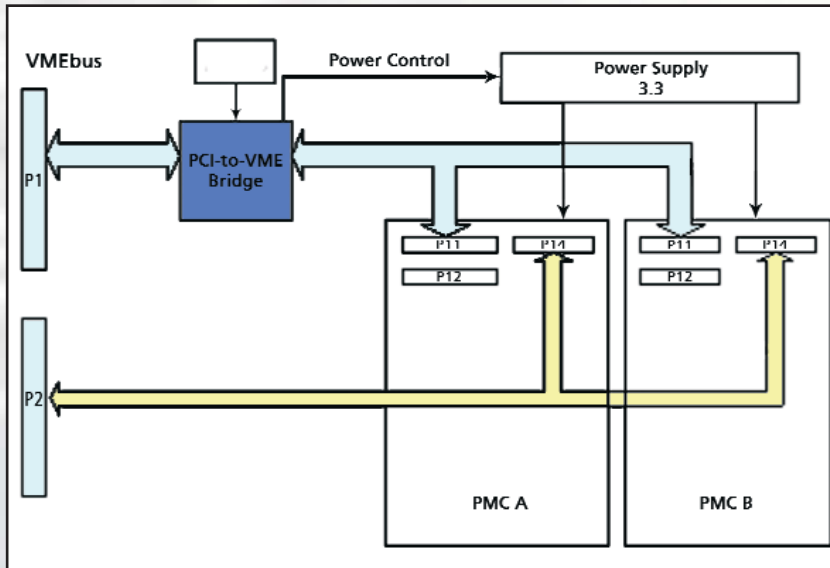 VMEbus
Power Control
Power Supply
3.3
P1
PCI-to-VME
Bridge
P11
P14
P12
P11
P14
P12
P2
PMC A
PMC B